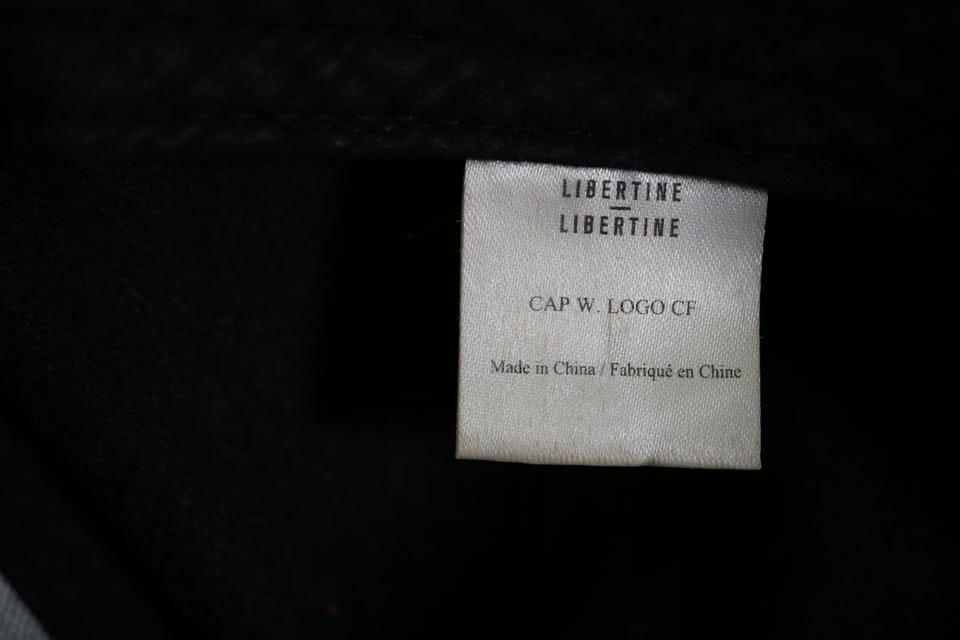 LIBERTINE
—
LIBERTINE
CAP W. LOGO CF
Made in China / Fabriqué en Chine